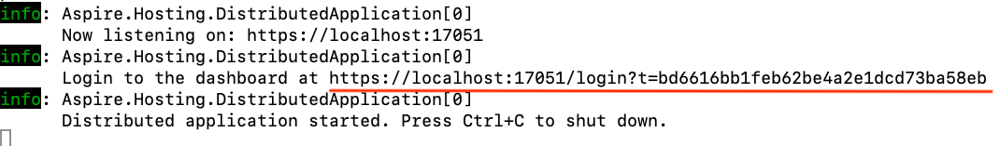 info: Aspire.Hosting.DistributedApplication[0]
Now listening on: https://localhost:17051
info: Aspire.Hosting.DistributedApplication[0]
Login to the dashboard at https://localhost:17051/login?t=bd6616bb1feb62be4a2e1dcd73ba58eb
info: Aspire.Hosting.DistributedApplication[0]
Distributed application started. Press Ctrl+C to shut down.